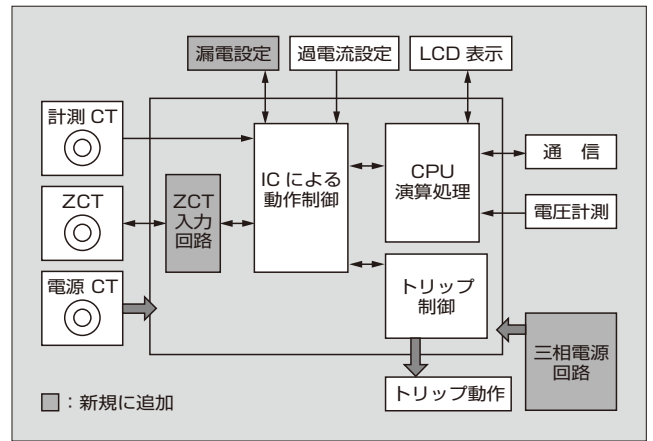 漏電設定
過電流設定
LCD 表示
計測 CT
ZCT
電源 CT
ZCT
入力
回路
IC による
動作制御
CPU
演算処理
トリップ
制御
通 信
電圧計測
三相電源
回路
トリップ動作
：新規に追加